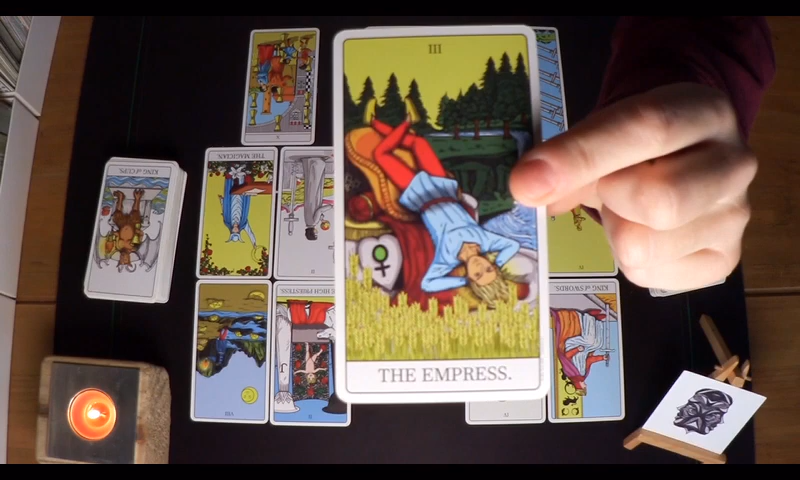 III
THE EMPRESS.
KING of CUPS.
THE MAGICIAN.
THE HIGH PRIESTESS.
KING of SWORDS.